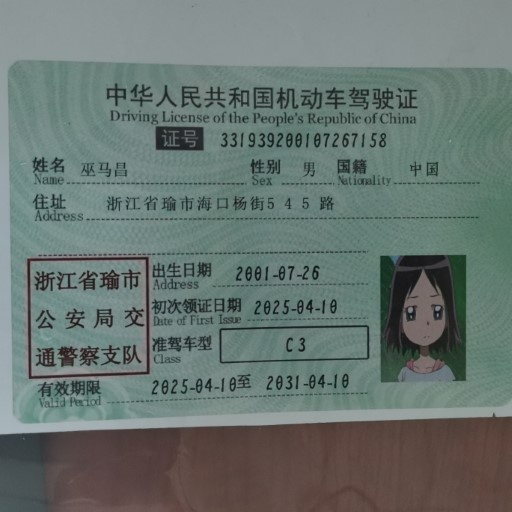 中华人民共和国机动车驾驶证
Driving License of the People's Republic of China
证号 331939200107267158
姓名 巫马昌 性别 男 国籍 中国
Name Sex Nationality
住址 浙江省瑜市海口杨街545路
Address
浙江省瑜市
公安局交
通警察支队
出生日期 2001-07-26
Address
初次领证日期 2025-04-10
Date of First Issue
准驾车型 C3
Class
有效期限 2025-04-10至 2031-04-10
Valid Period